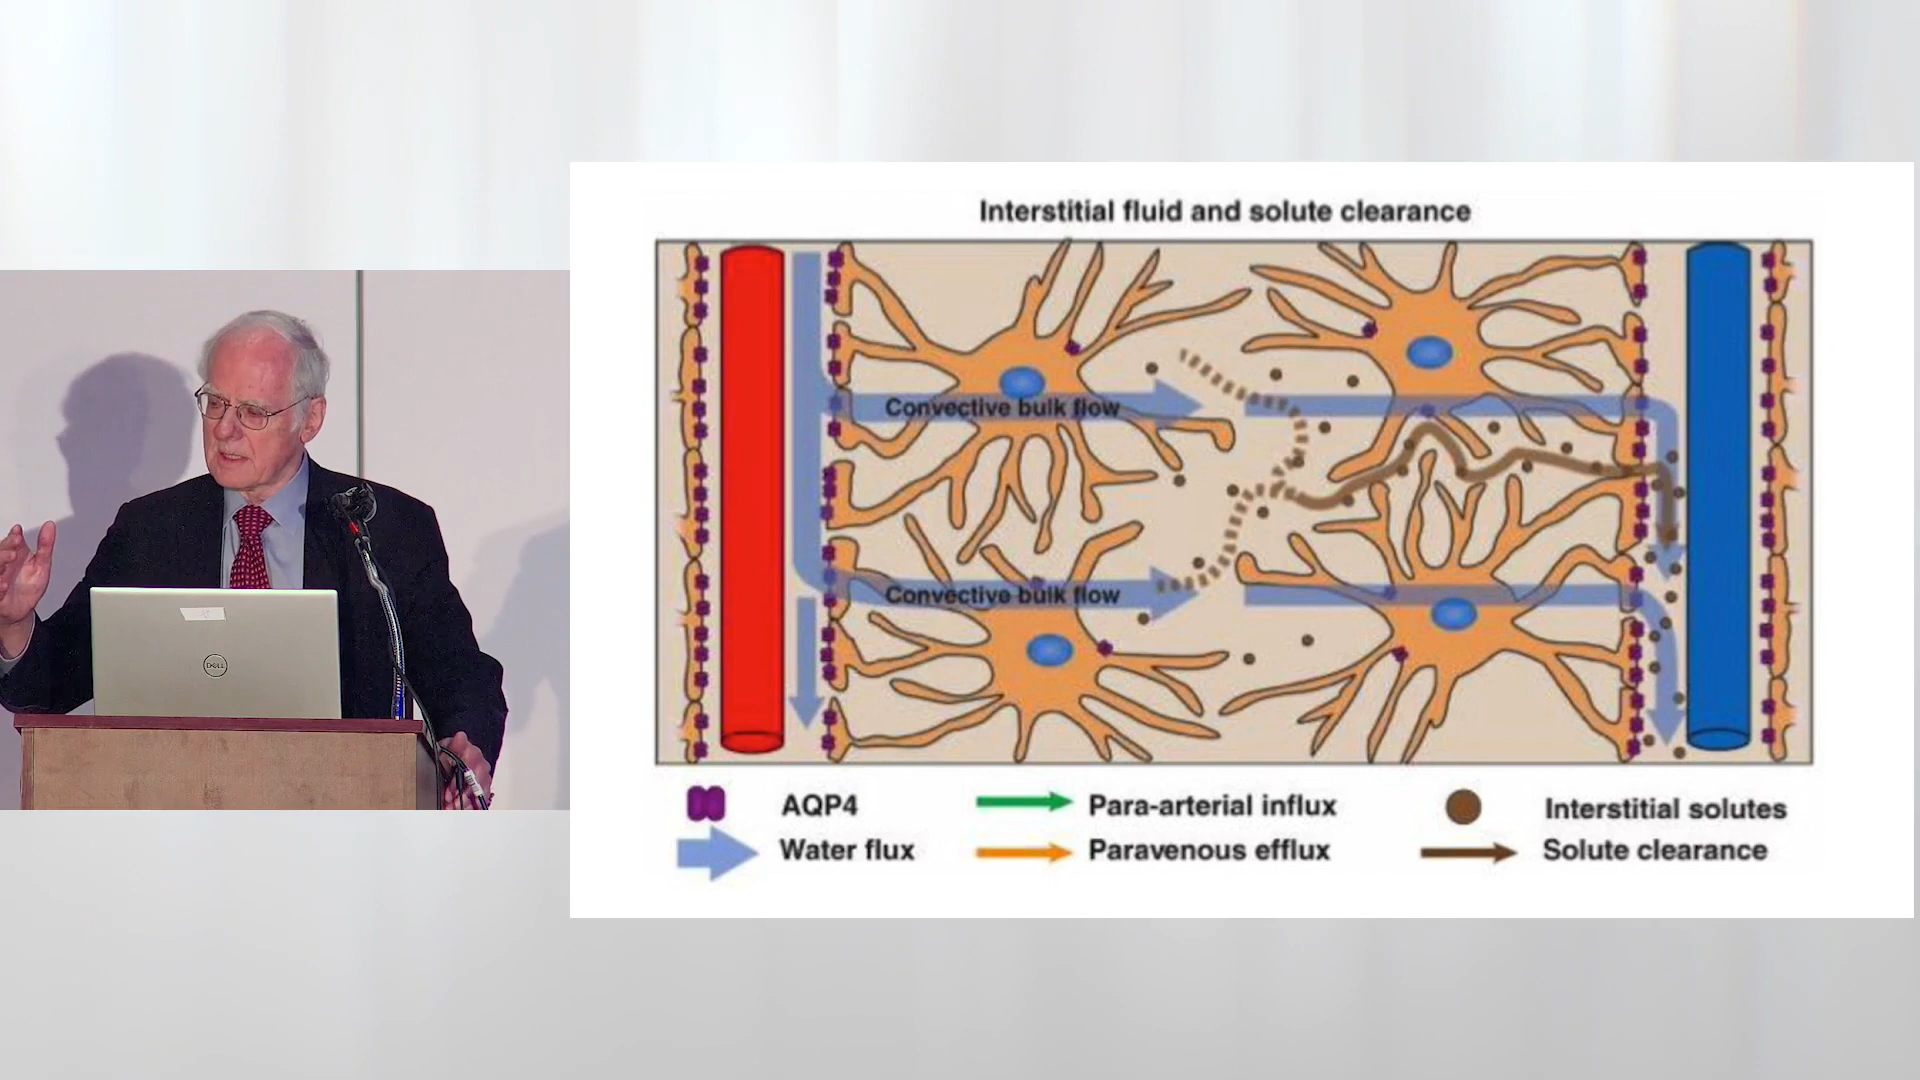 Interstitial fluid and solute clearance
Convective bulk flow
Convective bulk flow
AQP4
Para-arterial influx
Interstitial solutes
Water flux
Paravenous efflux
Solute clearance
DELL